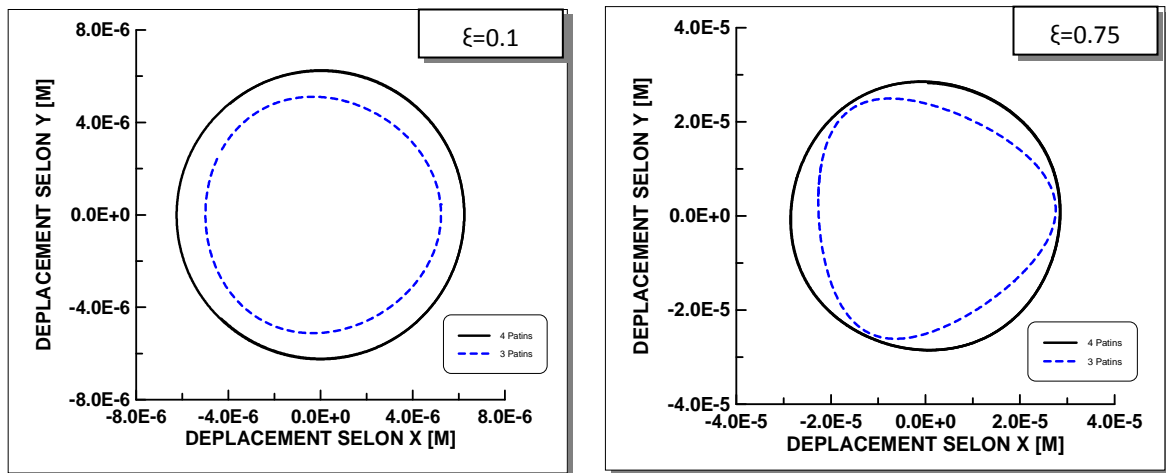 ξ=0.1
8.0E-6
4.0E-6
0.0E+0
-4.0E-6
-8.0E-6
DEPLACEMENT SELON Y [M]
4 Patins
3 Patins
-8.0E-6 -4.0E-6 0.0E+0 4.0E-6 8.0E-6
DEPLACEMENT SELON X [M]
ξ=0.75
4.0E-5
2.0E-5
0.0E+0
-2.0E-5
-4.0E-5
DEPLACEMENT SELON Y [M]
4 Patins
3 Patins
-4.0E-5 -2.0E-5 0.0E+0 2.0E-5 4.0E-5
DEPLACEMENT SELON X [M]